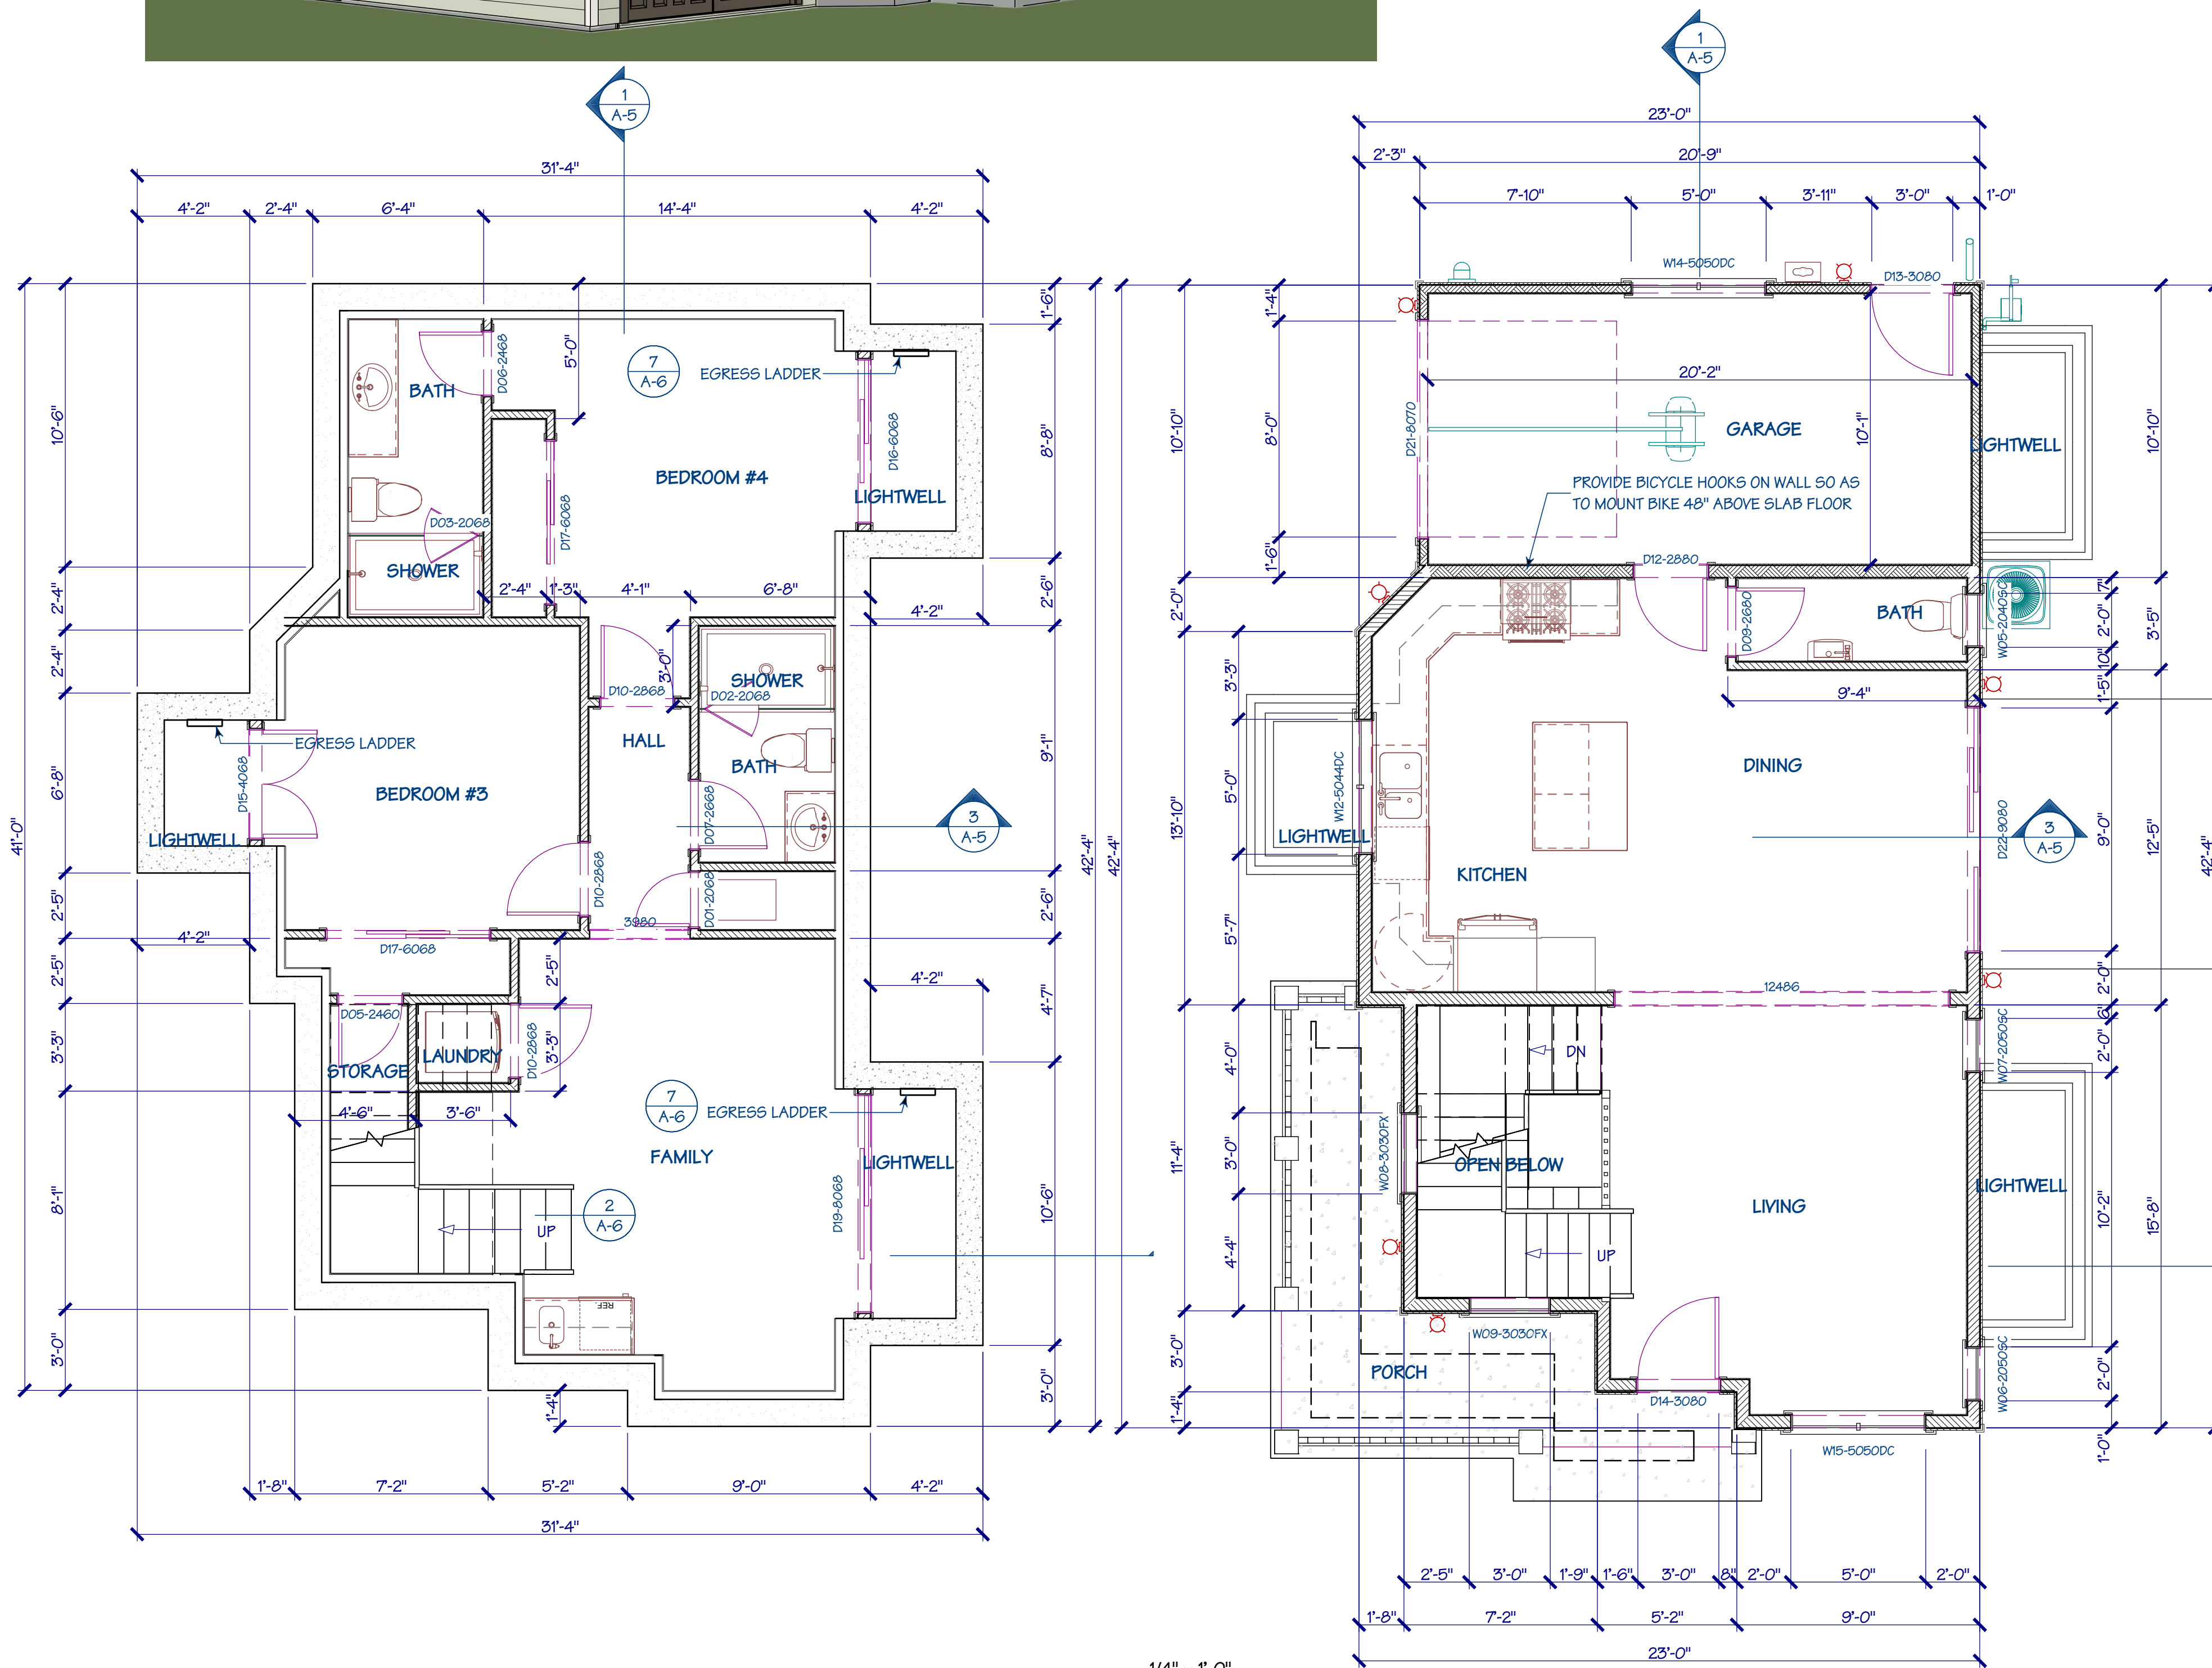 1
A-5
31'-4"
4'-2"
2'-4"
6'-4"
14'-4"
4'-2"
41'-0"
10'-6"
2'-4"
2'-4"
6'-8"
2'-5"
2'-5"
3'-3"
8'-1"
3'-0"
BATH
D06-2468
5'-0"
7
A-6
EGRESS LADDER
D16-6068
BEDROOM #4
LIGHTWELL
D03-2068
D17-6068
SHOWER
2'-4"
1'-3"
4'-1"
6'-8"
4'-2"
3'-0"
D10-2868
SHOWER
D02-2068
HALL
BATH
EGRESS LADDER
D15-4068
BEDROOM #3
LIGHTWELL
D07-2668
3
A-5
D10-2868
D01-2068
3980
4'-2"
D17-6068
2'-5"
4'-2"
D05-2460
LAUNDRY
D10-2868
3'-3"
STORAGE
4'-6"
3'-6"
7
A-6
EGRESS LADDER
FAMILY
LIGHTWELL
D19-8068
2
A-6
UP
REF.
1'-4"
1'-6"
8'-8"
2'-6"
9'-1"
2'-6"
4'-7"
10'-6"
3'-0"
42'-4"
1'-8"
7'-2"
5'-2"
9'-0"
4'-2"
31'-4"
1
A-5
23'-0"
2'-3"
20'-9"
7'-10"
5'-0"
3'-11"
3'-0"
1'-0"
W14-5050DC
D13-3080
42'-4"
10'-10"
2'-0"
13'-10"
11'-4"
3'-0"
1'-4"
1'-4"
8'-0"
1'-6"
3'-3"
5'-0"
5'-7"
4'-0"
3'-0"
4'-4"
20'-2"
D21-8070
GARAGE
10'-1"
LIGHTWELL
PROVIDE BICYCLE HOOKS ON WALL SO AS
TO MOUNT BIKE 48" ABOVE SLAB FLOOR
D12-2880
BATH
D09-2680
W05-2040SC
9'-4"
DINING
W12-5044DC
LIGHTWELL
D22-9080
3
A-5
KITCHEN
12486
DN
W07-2050SC
W08-3030FX
OPEN BELOW
LIGHTWELL
LIVING
UP
W09-3030FX
PORCH
D14-3080
W06-2050SC
W15-5050DC
7"
2'-0"
10"
1'-5"
9'-0"
2'-0"
6"
2'-0"
10'-2"
2'-0"
1'-0"
10'-10"
3'-5"
12'-5"
15'-8"
42'-4"
2'-5"
3'-0"
1'-9"
1'-6"
3'-0"
8"
2'-0"
5'-0"
2'-0"
1'-8"
7'-2"
5'-2"
9'-0"
23'-0"